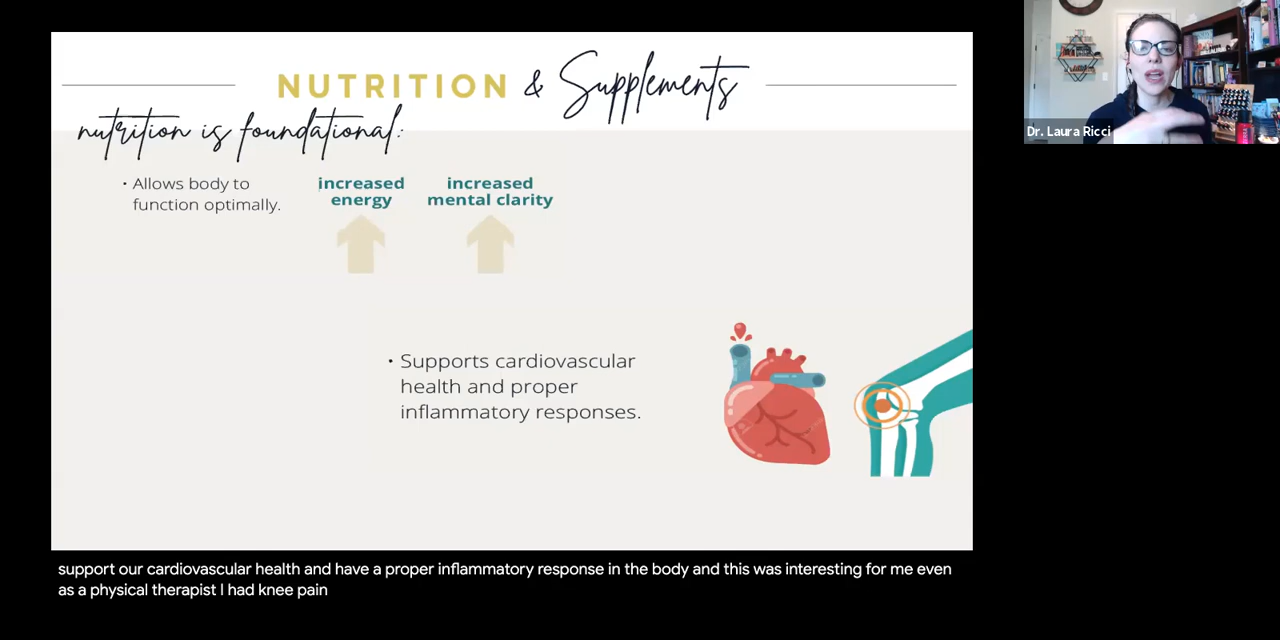 NUTRITION & Supplements
nutrition is foundational:
• Allows body to
function optimally.
increased
energy
increased
mental clarity
• Supports cardiovascular
health and proper
inflammatory responses.
Dr. Laura Ricci
support our cardiovascular health and have a proper inflammatory response in the body and this was interesting for me even
as a physical therapist I had knee pain